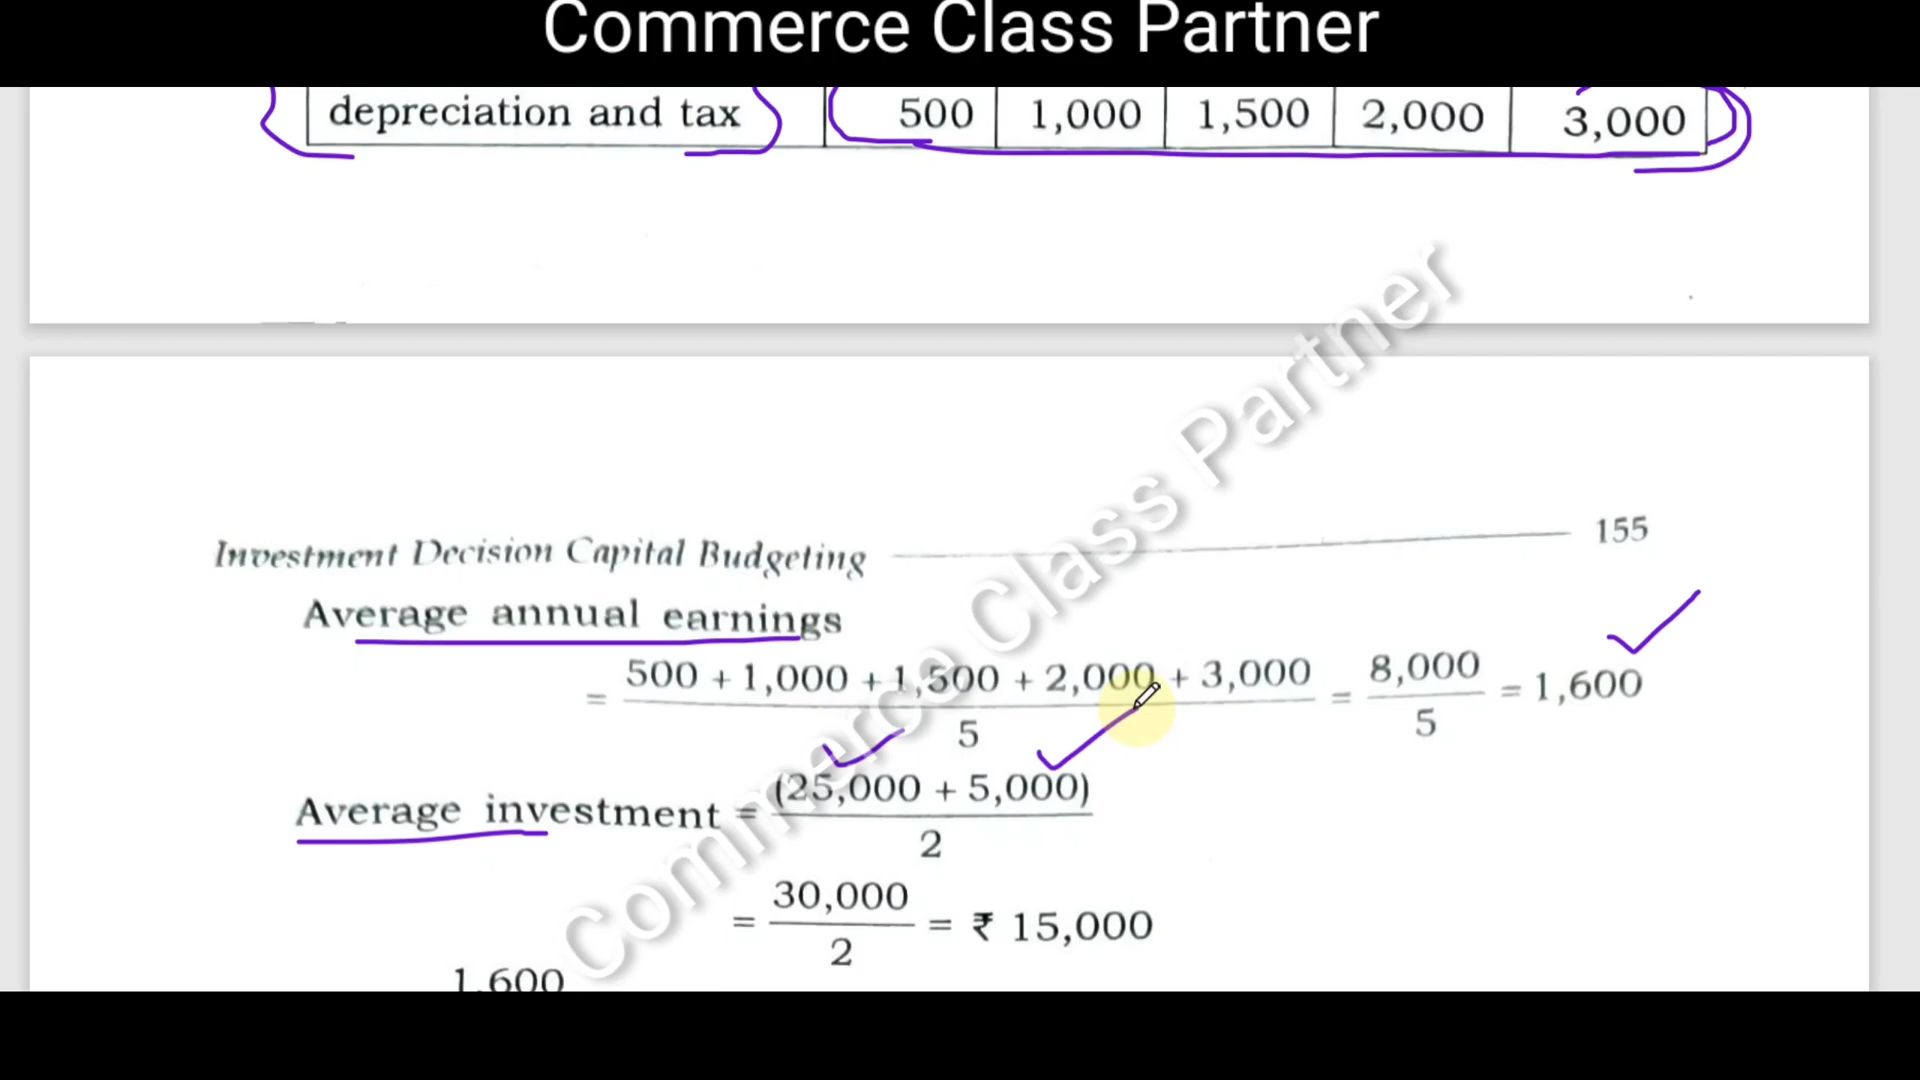 Commerce Class Partner
depreciation and tax 500 1,000 1,500 2,000 3,000
Investment Decision Capital Budgeting 155
Average annual earnings
= 500 + 1,000 + 1,500 + 2,000 + 3,000 / 5 = 8,000 / 5 = 1,600
Average investment = (25,000 + 5,000) / 2
= 30,000 / 2 = ₹ 15,000
1,600
Commerce Class Partner